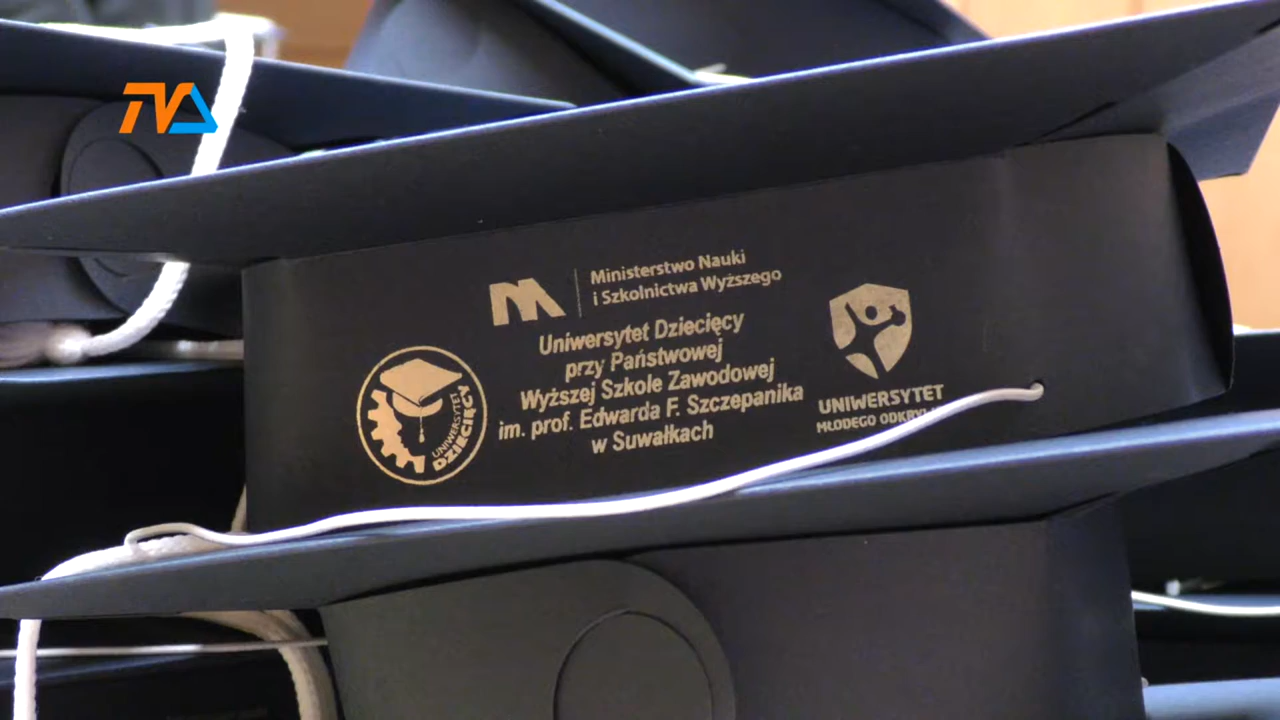 TVA
Ministerstwo Nauki
i Szkolnictwa Wyższego
Uniwersytet Dziecięcy
przy Państwowej
Wyższej Szkole Zawodowej
im. prof. Edwarda F. Szczepanika
w Suwałkach
UNIWERSYTET
DZIECIĘCY
UNIWERSYTET
MŁODEGO